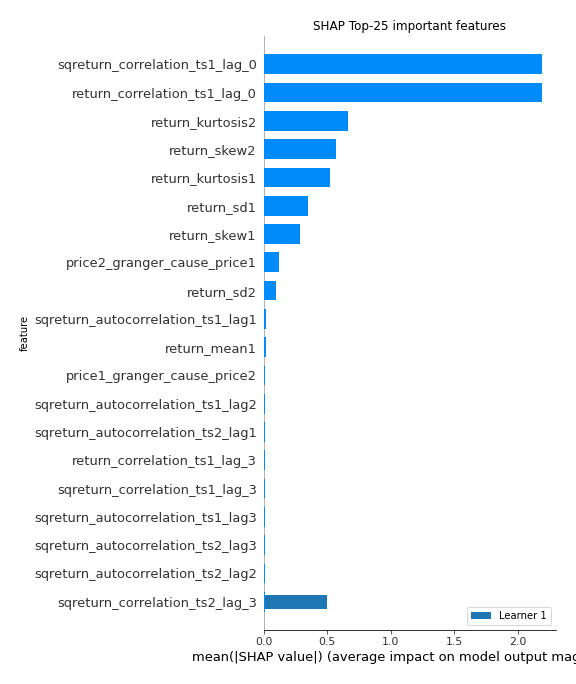 SHAP Top-25 important features
sqreturn_correlation_ts1_lag_0
return_correlation_ts1_lag_0
return_kurtosis2
return_skew2
return_kurtosis1
return_sd1
return_skew1
price2_granger_cause_price1
return_sd2
sqreturn_autocorrelation_ts1_lag1
return_mean1
price1_granger_cause_price2
sqreturn_autocorrelation_ts1_lag2
sqreturn_autocorrelation_ts2_lag1
return_correlation_ts1_lag_3
sqreturn_correlation_ts1_lag_3
sqreturn_autocorrelation_ts1_lag3
sqreturn_autocorrelation_ts2_lag3
sqreturn_autocorrelation_ts2_lag2
sqreturn_correlation_ts2_lag_3
feature
Learner 1
0.0 0.5 1.0 1.5 2.0
mean(|SHAP value|) (average impact on model output mag